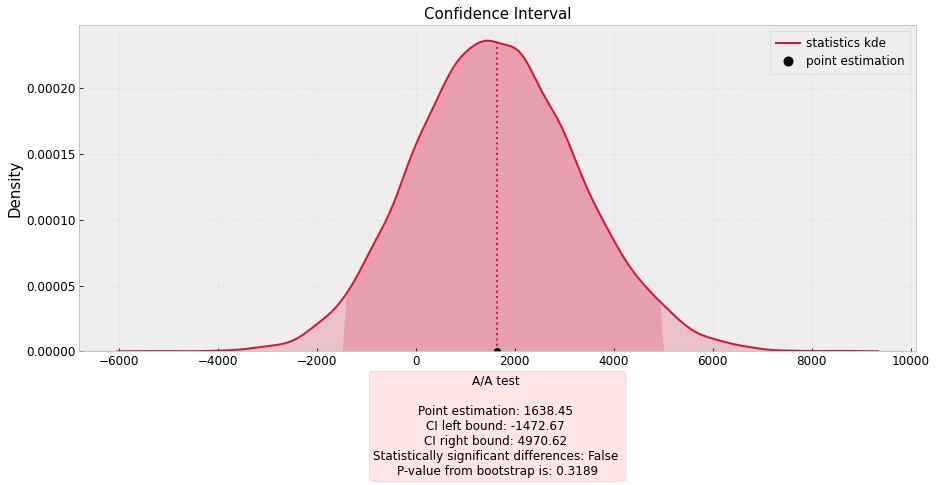 Confidence Interval
statistics kde
point estimation
Density
0.00020
0.00015
0.00010
0.00005
0.00000
−6000 −4000 −2000 0 2000 4000 6000 8000 10000
A/A test
Point estimation: 1638.45
CI left bound: -1472.67
CI right bound: 4970.62
Statistically significant differences: False
P-value from bootstrap is: 0.3189